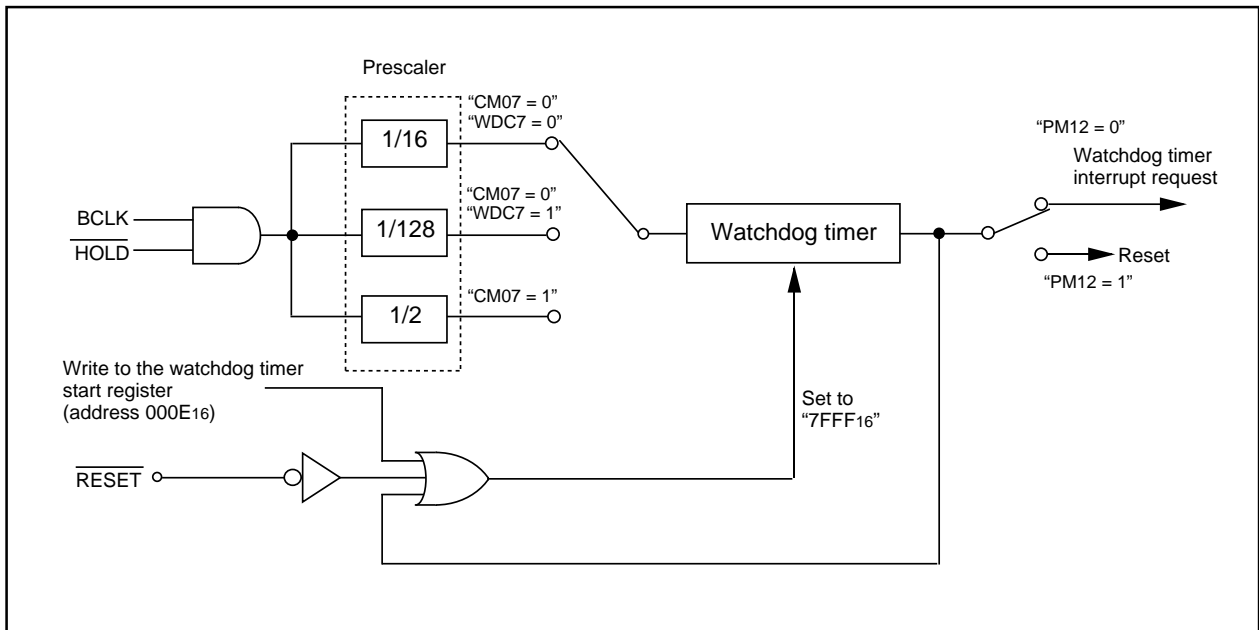 Prescaler
“CM07 = 0”
“WDC7 = 0”
1/16
“CM07 = 0”
“WDC7 = 1”
1/128
“CM07 = 1”
1/2
BCLK
HOLD
Watchdog timer
“PM12 = 0”
Watchdog timer
interrupt request
Reset
“PM12 = 1”
Write to the watchdog timer
start register
(address 000E16)
Set to
“7FFF16”
RESET